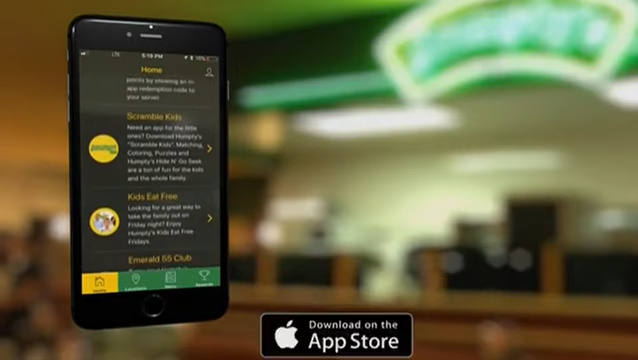 LTE 5:19 PM
Home
points by showing an in-
app redemption code to
your server.
Scramble Kids
Need an app for the little
ones? Download Humpty's
"Scramble Kids". Matching,
Coloring, Puzzles and
Humpty's Hide N' Go Seek
are a ton of fun for the kids
and the whole family.
Kids Eat Free
Looking for a great way to
take the family out on
Friday night? Enjoy
Humpty's Kids Eat Free
Fridays.
Emerald 55 Club
Home Locations Menu Rewards
Download on the
App Store